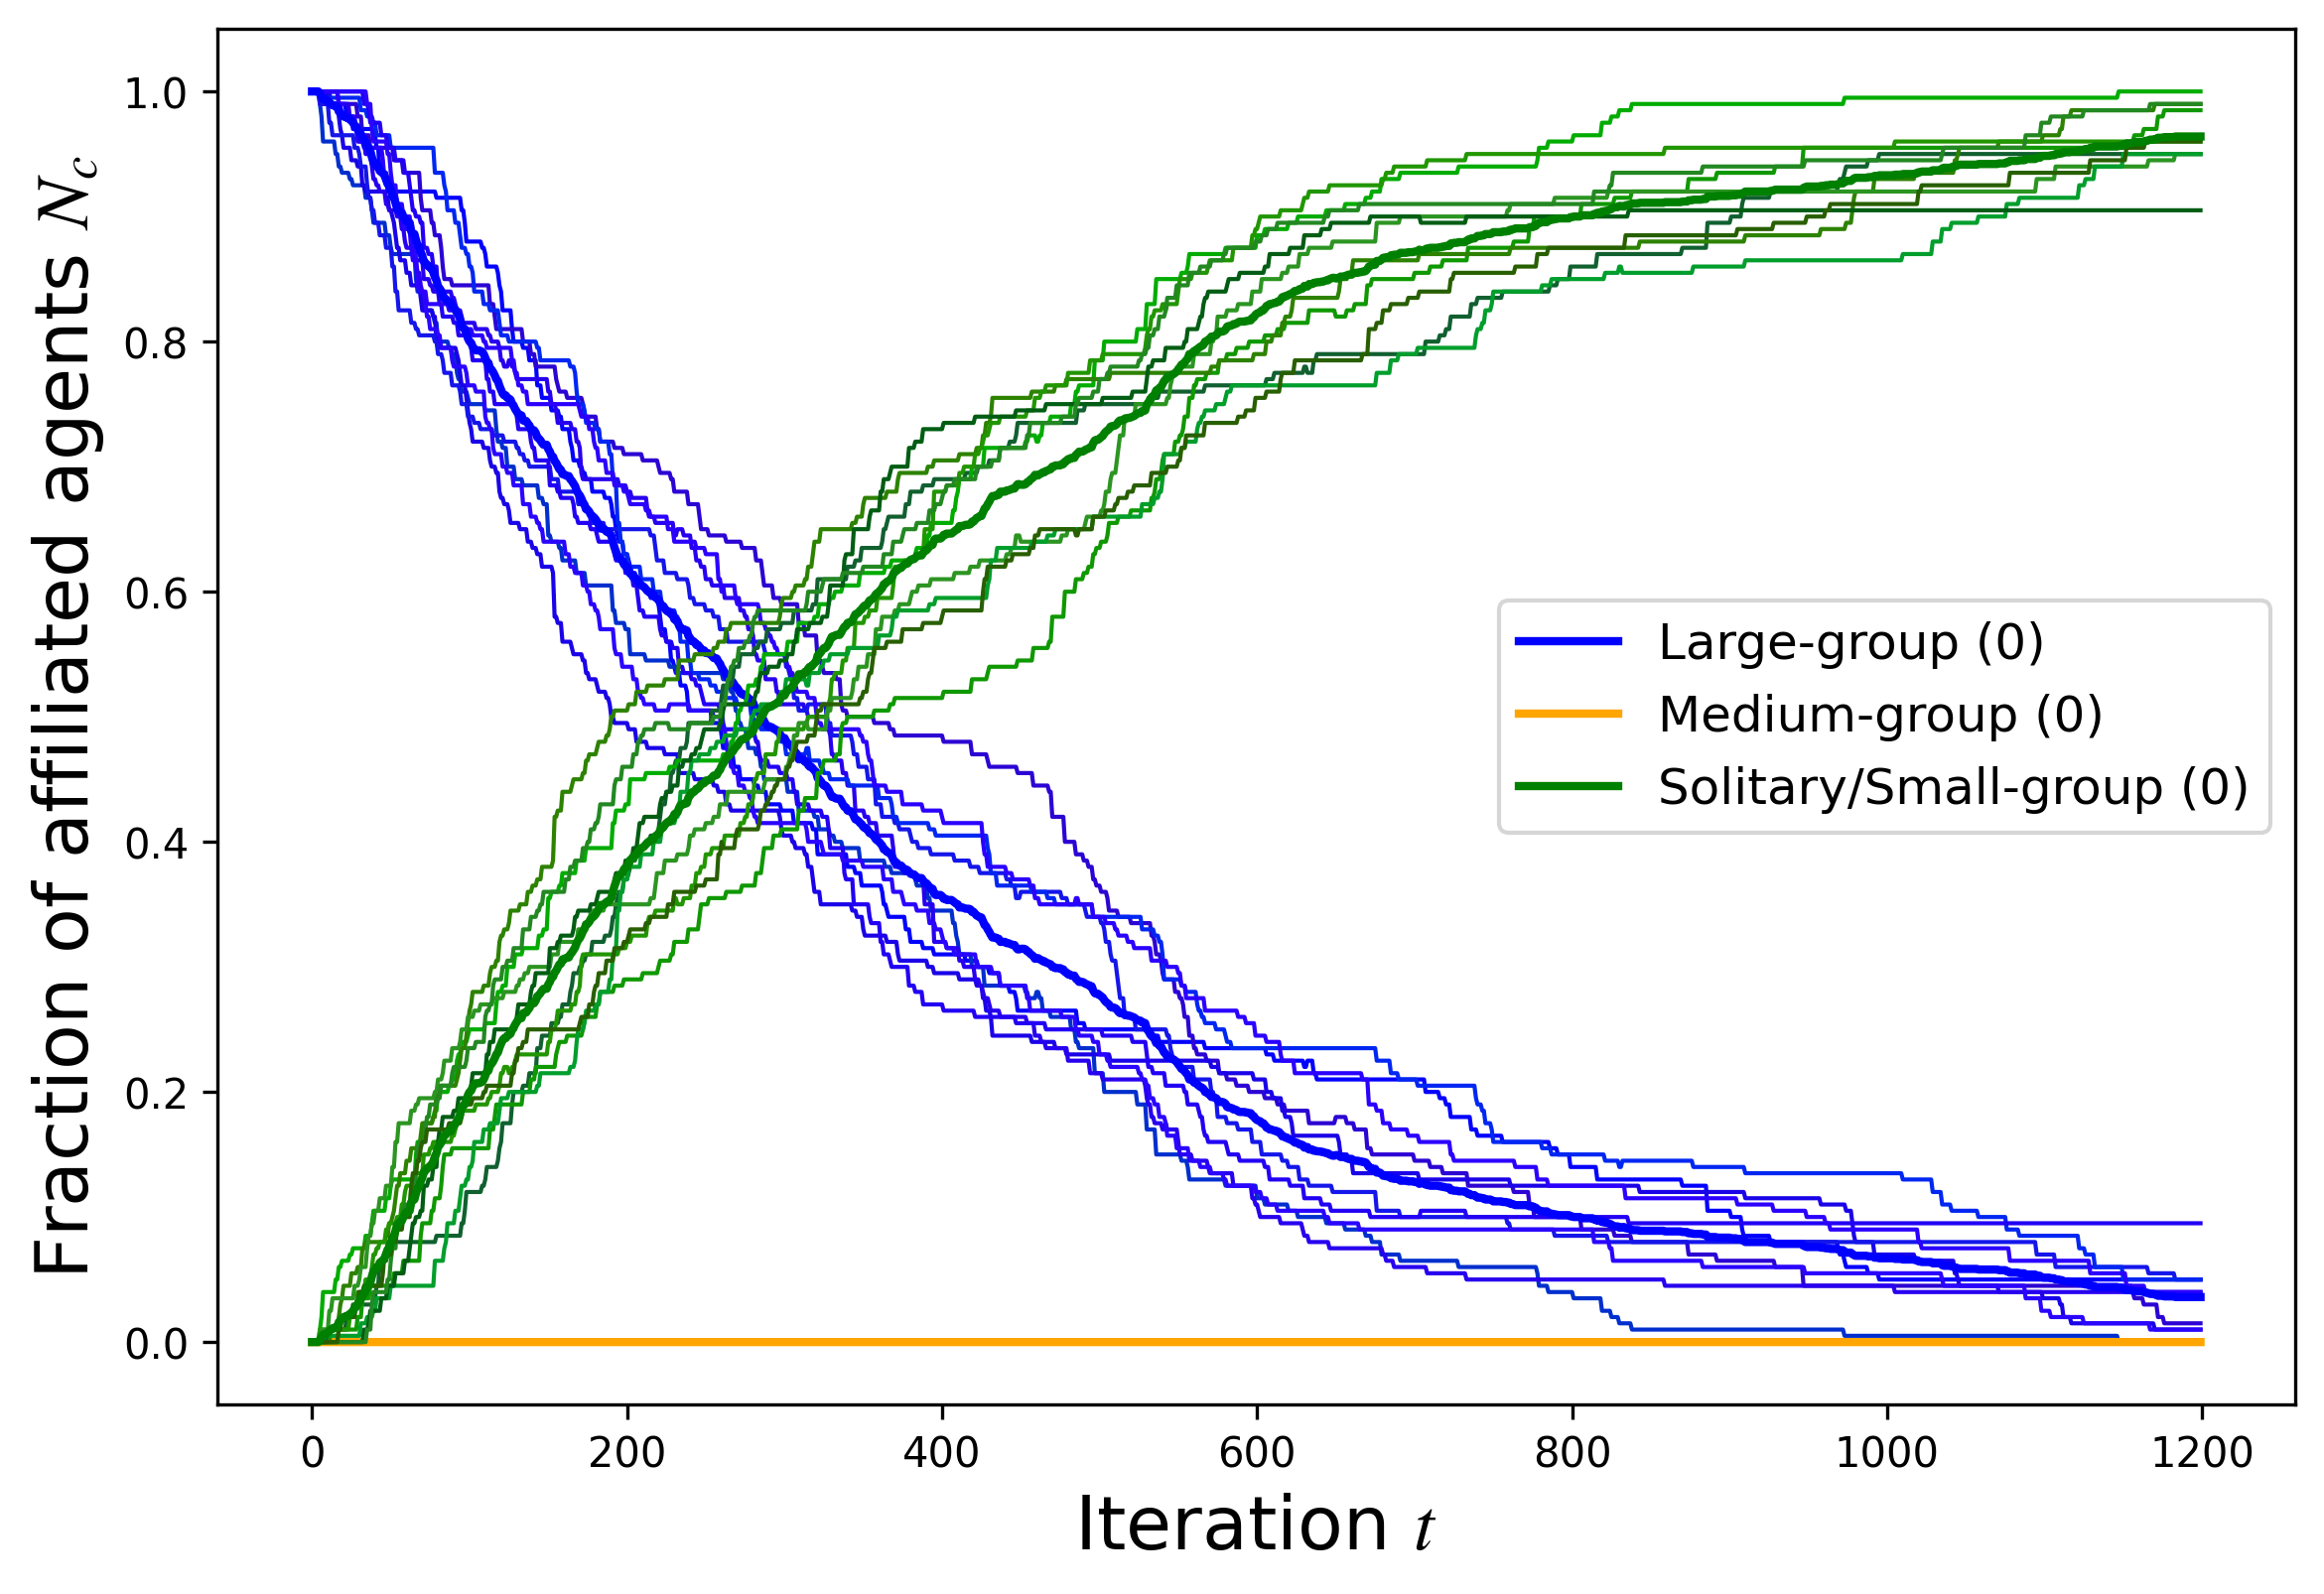 Fraction of affiliated agents N_c
1.0
0.8
0.6
0.4
0.2
0.0
Large-group (0)
Medium-group (0)
Solitary/Small-group (0)
0 200 400 600 800 1000 1200
Iteration t